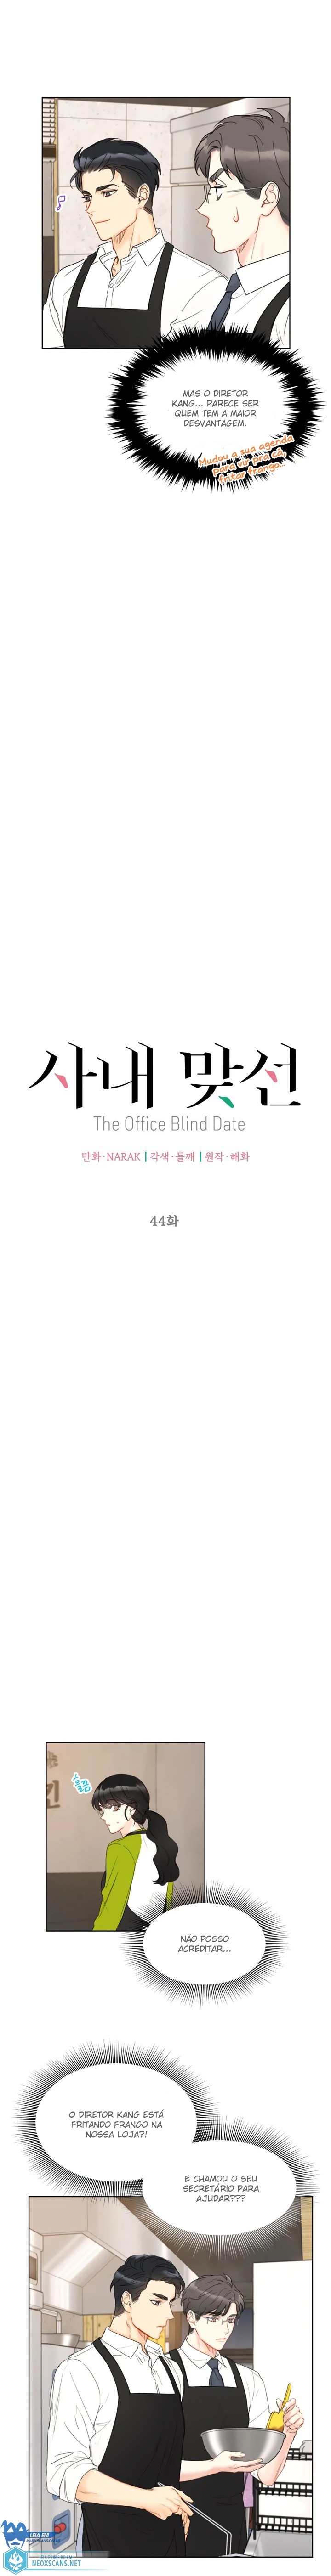 MAS O DIRETOR
KANG... PARECE SER
QUEM TEM A MAIOR
DESVANTAGEM.
Mudou a sua agenda
para vir pra cá,
fritar frango...
사내 맞선
The Office Blind Date
만화·NARAK | 각색·들깨 | 원작·해화
44화
NÃO POSSO
ACREDITAR...
O DIRETOR KANG ESTÁ
FRITANDO FRANGO NA
NOSSA LOJA?!
E CHAMOU O SEU
SECRETÁRIO PARA
AJUDAR???
LEIA EM
NEOXSCANS.NET